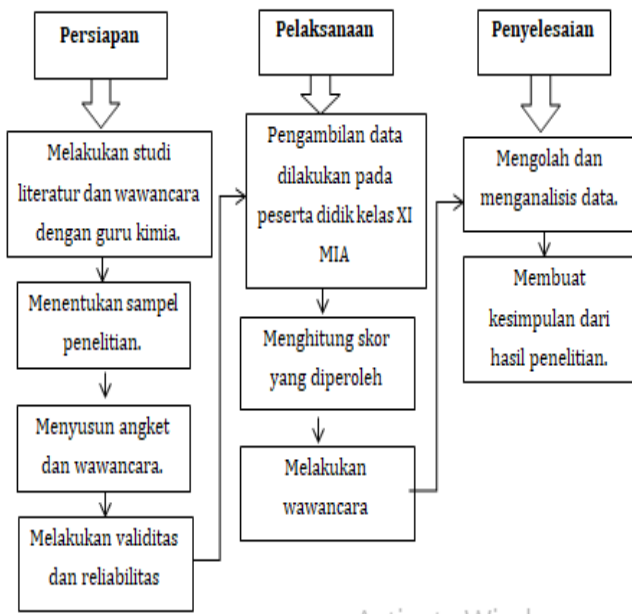 Persiapan
Melakukan studi
literatur dan wawancara
dengan guru kimia.
Menentukan sampel
penelitian.
Menyusun angket
dan wawancara.
Melakukan validitas
dan reliabilitas
Pelaksanaan
Pengambilan data
dilakukan pada
peserta didik kelas XI
MIA
Menghitung skor
yang diperoleh
Melakukan
wawancara
Penyelesaian
Mengolah dan
menganalisis data.
Membuat
kesimpulan dari
hasil penelitian.